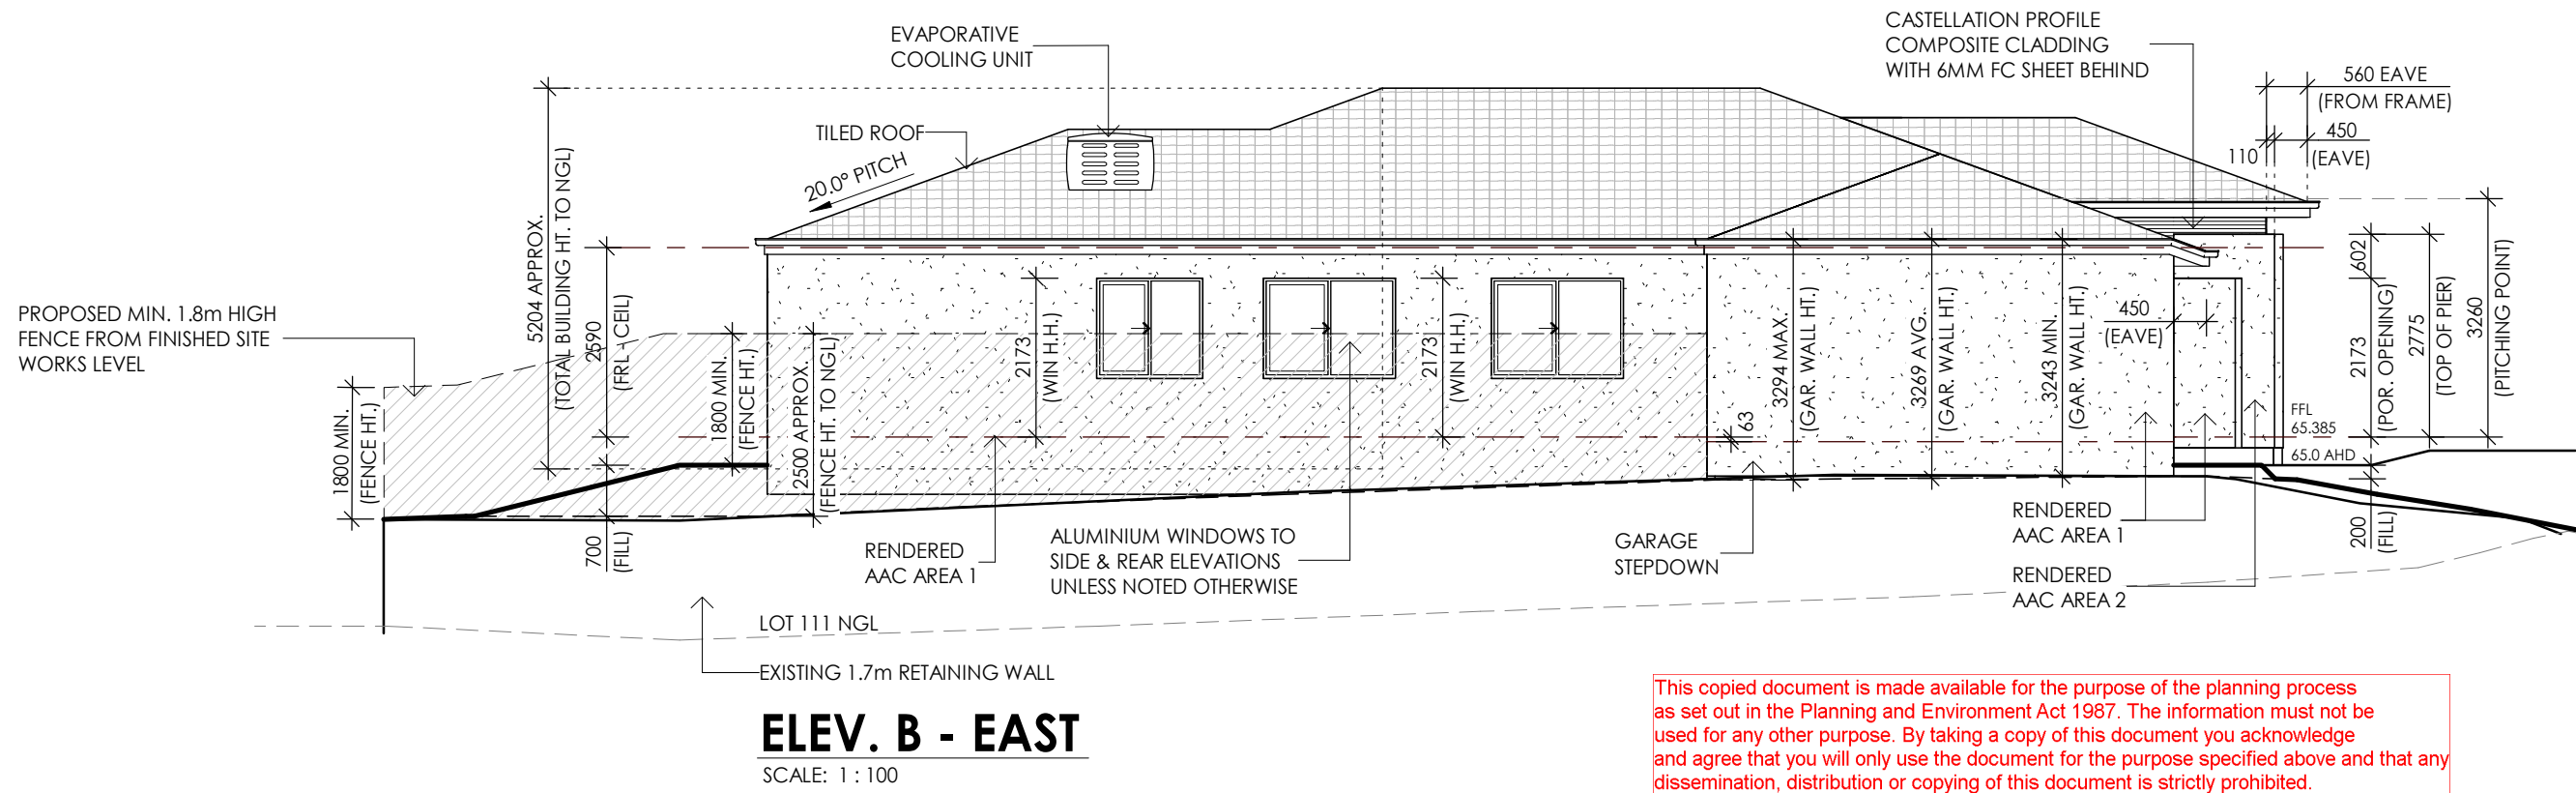 EVAPORATIVE
COOLING UNIT
CASTELLATION PROFILE
COMPOSITE CLADDING
WITH 6MM FC SHEET BEHIND
560 EAVE
(FROM FRAME)
450
(EAVE)
110
TILED ROOF
20.0° PITCH
5204 APPROX.
(TOTAL BUILDING HT. TO NGL)
2590
(FRL - CEIL)
PROPOSED MIN. 1.8m HIGH
FENCE FROM FINISHED SITE
WORKS LEVEL
1800 MIN.
(FENCE HT.)
1800 MIN.
(FENCE HT.)
2500 APPROX.
(FENCE HT. TO NGL)
2173
(WIN H.H.)
2173
(WIN H.H.)
63
3294 MAX.
(GAR. WALL HT.)
3269 AVG.
(GAR. WALL HT.)
3243 MIN.
(GAR. WALL HT.)
450
(EAVE)
602
2173
(POR. OPENING)
2775
(TOP OF PIER)
3260
(PITCHING POINT)
FFL
65.385
65.0 AHD
200
(FILL)
700
(FILL)
RENDERED
AAC AREA 1
ALUMINIUM WINDOWS TO
SIDE & REAR ELEVATIONS
UNLESS NOTED OTHERWISE
GARAGE
STEPDOWN
RENDERED
AAC AREA 1
RENDERED
AAC AREA 2
LOT 111 NGL
EXISTING 1.7m RETAINING WALL
ELEV. B - EAST
SCALE: 1 : 100
This copied document is made available for the purpose of the planning process
as set out in the Planning and Environment Act 1987. The information must not be
used for any other purpose. By taking a copy of this document you acknowledge
and agree that you will only use the document for the purpose specified above and that any
dissemination, distribution or copying of this document is strictly prohibited.